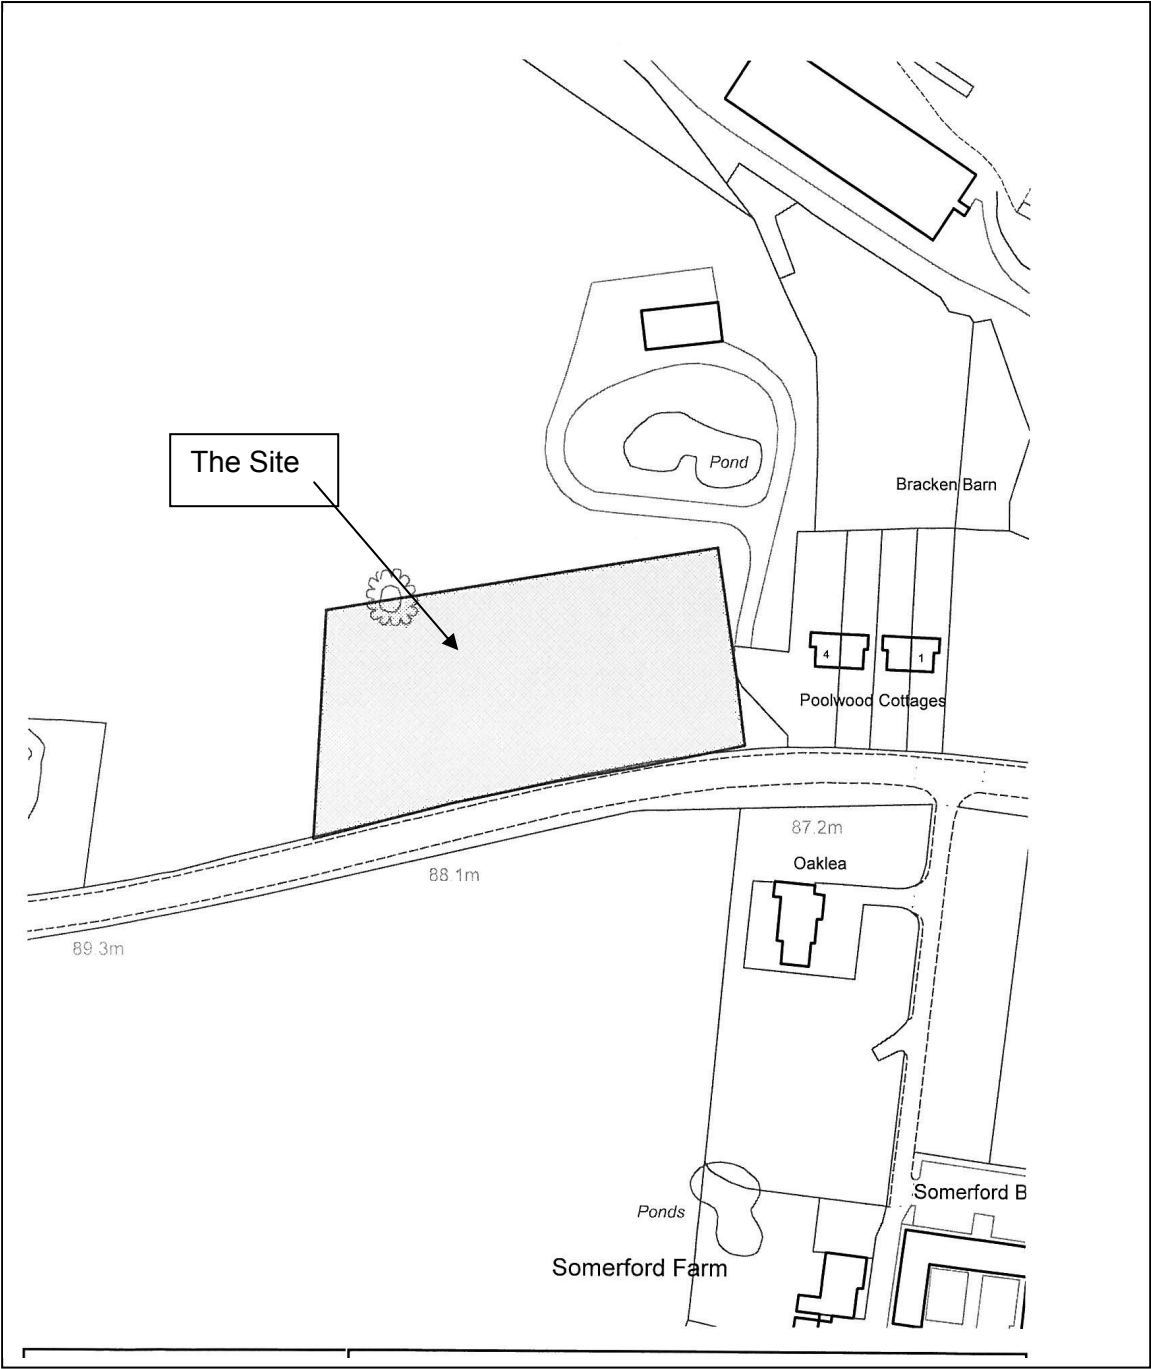 The Site
Pond
Bracken Barn
4
1
Poolwood Cottages
87.2m
Oaklea
88.1m
89.3m
Somerford B
Ponds
Somerford Farm